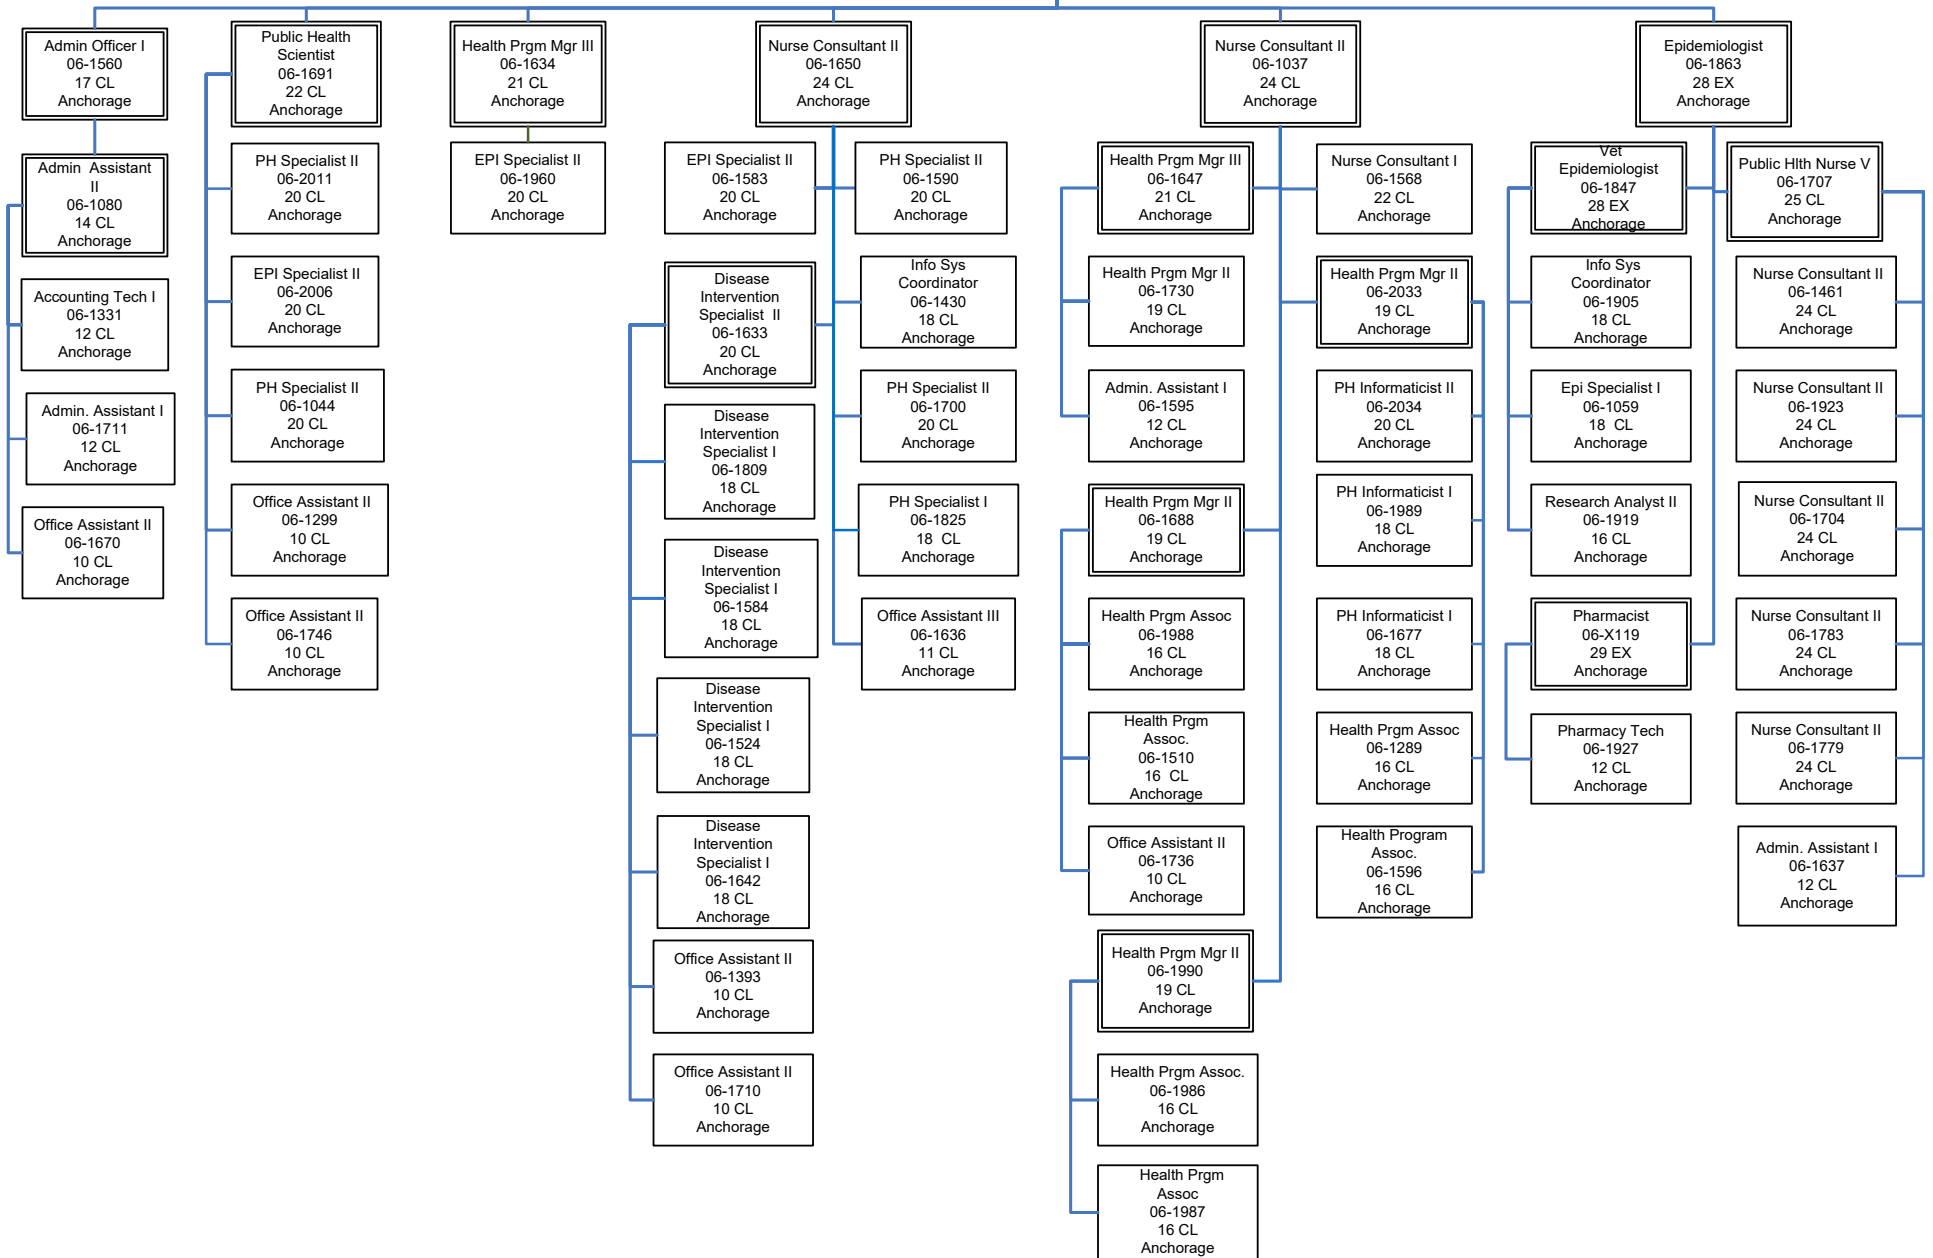 Admin Officer I
06-1560
17 CL
Anchorage
Public Health
Scientist
06-1691
22 CL
Anchorage
Health Prgm Mgr III
06-1634
21 CL
Anchorage
Nurse Consultant II
06-1650
24 CL
Anchorage
Nurse Consultant II
06-1037
24 CL
Anchorage
Epidemiologist
06-1863
28 EX
Anchorage
Admin Assistant
II
06-1080
14 CL
Anchorage
Accounting Tech I
06-1331
12 CL
Anchorage
Admin. Assistant I
06-1711
12 CL
Anchorage
Office Assistant II
06-1670
10 CL
Anchorage
PH Specialist II
06-2011
20 CL
Anchorage
EPI Specialist II
06-2006
20 CL
Anchorage
PH Specialist II
06-1044
20 CL
Anchorage
Office Assistant II
06-1299
10 CL
Anchorage
Office Assistant II
06-1746
10 CL
Anchorage
EPI Specialist II
06-1960
20 CL
Anchorage
EPI Specialist II
06-1583
20 CL
Anchorage
Disease
Intervention
Specialist II
06-1633
20 CL
Anchorage
Disease
Intervention
Specialist I
06-1809
18 CL
Anchorage
Disease
Intervention
Specialist I
06-1584
18 CL
Anchorage
Disease
Intervention
Specialist I
06-1524
18 CL
Anchorage
Disease
Intervention
Specialist I
06-1642
18 CL
Anchorage
Office Assistant II
06-1393
10 CL
Anchorage
Office Assistant II
06-1710
10 CL
Anchorage
PH Specialist II
06-1590
20 CL
Anchorage
Info Sys
Coordinator
06-1430
18 CL
Anchorage
PH Specialist II
06-1700
20 CL
Anchorage
PH Specialist I
06-1825
18 CL
Anchorage
Office Assistant III
06-1636
11 CL
Anchorage
Health Prgm Mgr III
06-1647
21 CL
Anchorage
Health Prgm Mgr II
06-1730
19 CL
Anchorage
Admin. Assistant I
06-1595
12 CL
Anchorage
Health Prgm Mgr II
06-1688
19 CL
Anchorage
Health Prgm Assoc
06-1988
16 CL
Anchorage
Health Prgm
Assoc.
06-1510
16 CL
Anchorage
Office Assistant II
06-1736
10 CL
Anchorage
Health Prgm Mgr II
06-1990
19 CL
Anchorage
Health Prgm Assoc.
06-1986
16 CL
Anchorage
Health Prgm
Assoc
06-1987
16 CL
Anchorage
Nurse Consultant I
06-1568
22 CL
Anchorage
Health Prgm Mgr II
06-2033
19 CL
Anchorage
PH Informaticist II
06-2034
20 CL
Anchorage
PH Informaticist I
06-1989
18 CL
Anchorage
PH Informaticist I
06-1677
18 CL
Anchorage
Health Prgm Assoc
06-1289
16 CL
Anchorage
Health Program
Assoc.
06-1596
16 CL
Anchorage
Vet
Epidemiologist
06-1847
28 EX
Anchorage
Info Sys
Coordinator
06-1905
18 CL
Anchorage
Epi Specialist I
06-1059
18 CL
Anchorage
Research Analyst II
06-1919
16 CL
Anchorage
Pharmacist
06-X119
29 EX
Anchorage
Pharmacy Tech
06-1927
12 CL
Anchorage
Public Hlth Nurse V
06-1707
25 CL
Anchorage
Nurse Consultant II
06-1461
24 CL
Anchorage
Nurse Consultant II
06-1923
24 CL
Anchorage
Nurse Consultant II
06-1704
24 CL
Anchorage
Nurse Consultant II
06-1783
24 CL
Anchorage
Nurse Consultant II
06-1779
24 CL
Anchorage
Admin. Assistant I
06-1637
12 CL
Anchorage